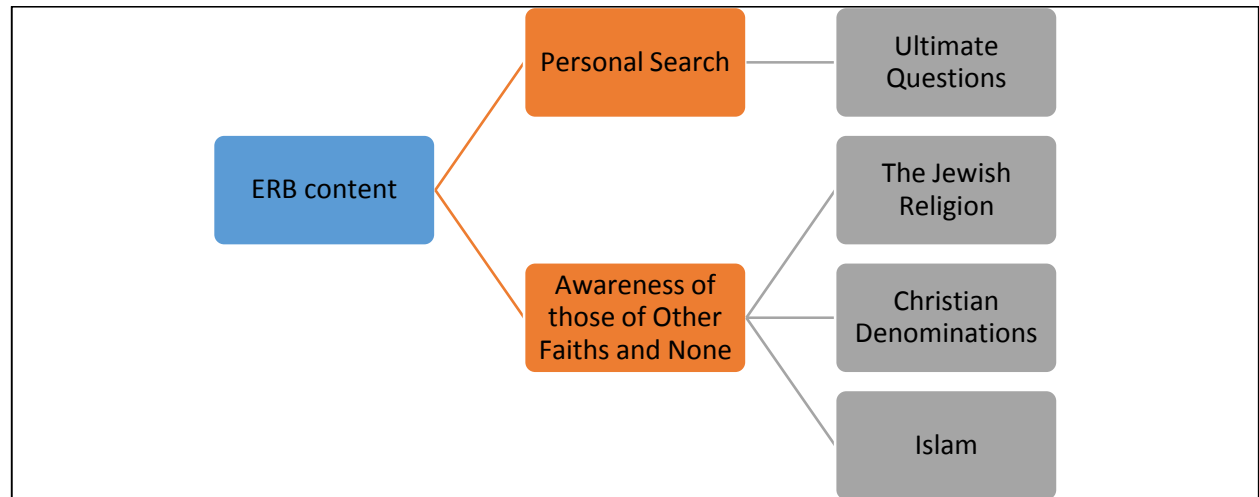 ERB content
Personal Search
Ultimate
Questions
Awareness of
those of Other
Faiths and None
The Jewish
Religion
Christian
Denominations
Islam